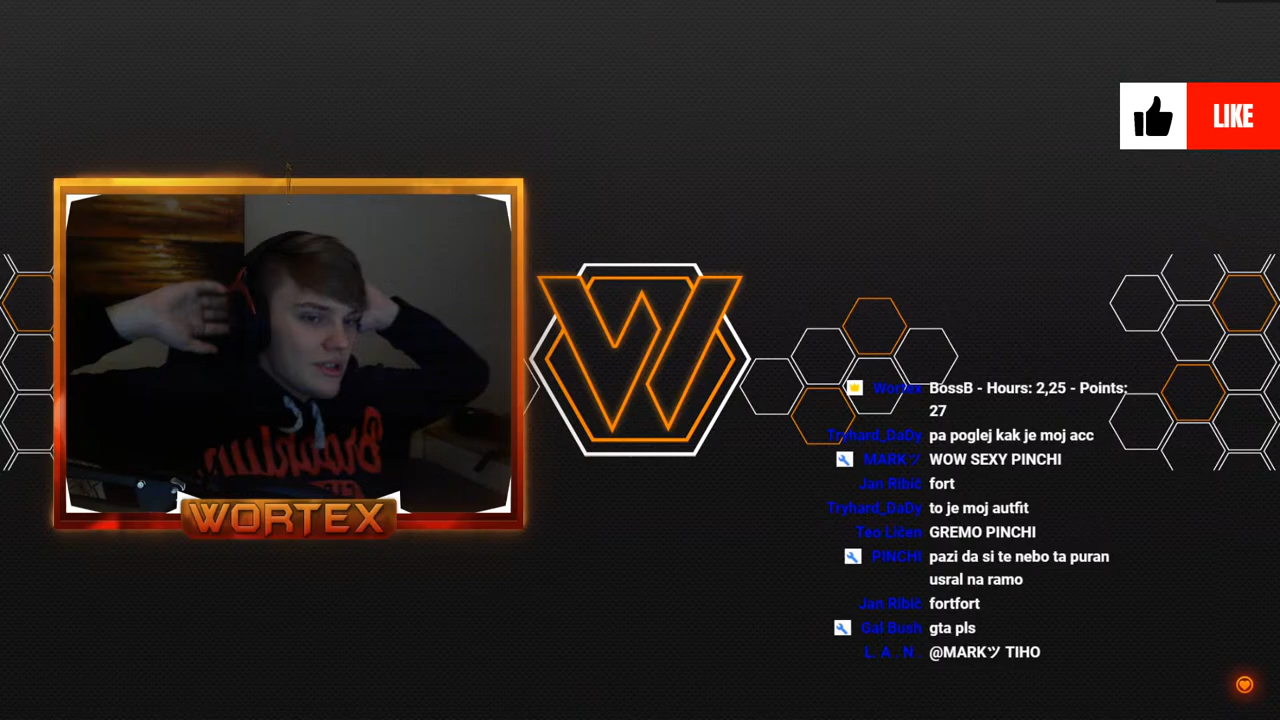 LIKE
WORTEX
Wortex BossB - Hours: 2,25 - Points:
27
Tryhard_DaDy pa poglej kak je moj acc
MARKツ WOW SEXY PINCHI
Jan Ribič fort
Tryhard_DaDy to je moj autfit
Teo Ličen GREMO PINCHI
PINCHI pazi da si te nebo ta puran
usral na ramo
Jan Ribič fortfort
Gal Bush gta pls
L. A . N . @MARKツ TIHO